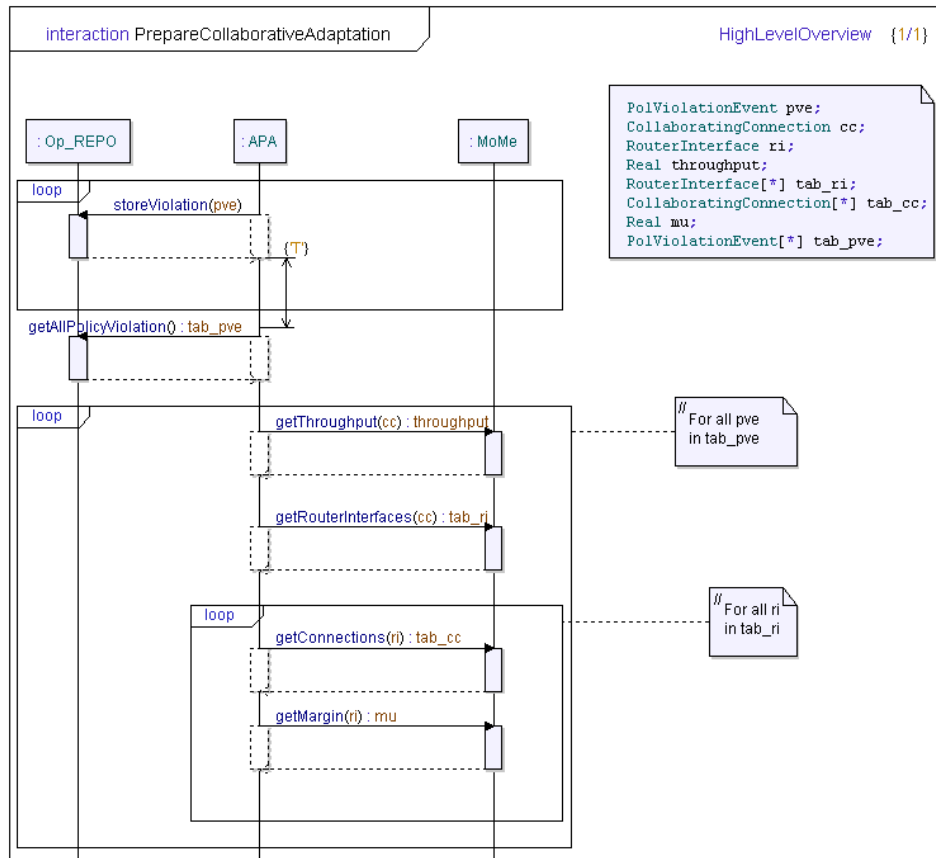 interaction PrepareCollaborativeAdaptation
HighLevelOverview {1/1}
PolViolationEvent pve;
CollaboratingConnection cc;
RouterInterface ri;
Real throughput;
RouterInterface[*] tab_ri;
CollaboratingConnection[*] tab_cc;
Real mu;
PolViolationEvent[*] tab_pve;
: Op_REPO
: APA
: MoMe
loop
storeViolation(pve)
{'T'}
getAllPolicyViolation() : tab_pve
loop
getThroughput(cc) : throughput
//
For all pve
in tab_pve
getRouterInterfaces(cc) : tab_ri
loop
//
For all ri
in tab_ri
getConnections(ri) : tab_cc
getMargin(ri) : mu